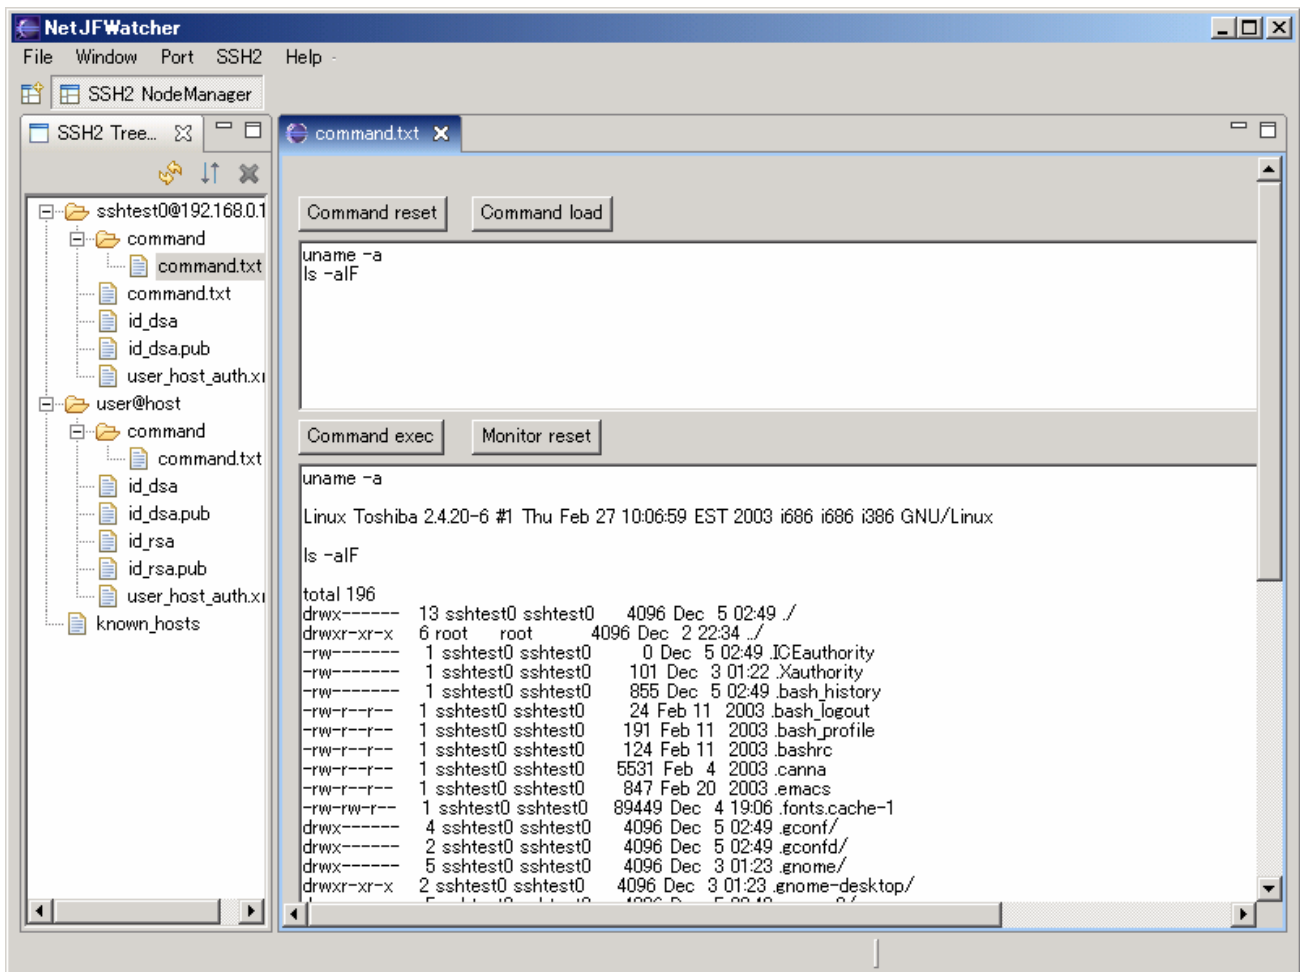 NetJFWatcher
File Window Port SSH2 Help
SSH2 NodeManager
SSH2 Tree...
command.txt
sshtest0@192.168.0.1
command
command.txt
command.txt
id_dsa
id_dsa.pub
user_host_auth.x
user@host
command
command.txt
id_dsa
id_dsa.pub
id_rsa
id_rsa.pub
user_host_auth.x
known_hosts
Command reset Command load
uname -a
ls -alF
Command exec Monitor reset
uname -a
Linux Toshiba 2.4.20-6 #1 Thu Feb 27 10:06:59 EST 2003 i686 i686 i386 GNU/Linux
ls -alF
total 196
drwx------ 13 sshtest0 sshtest0 4096 Dec 5 02:49 ./
drwxr-xr-x 6 root root 4096 Dec 2 22:34 ../
-rw------- 1 sshtest0 sshtest0 0 Dec 5 02:49 .ICEauthority
-rw------- 1 sshtest0 sshtest0 101 Dec 3 01:22 .Xauthority
-rw------- 1 sshtest0 sshtest0 855 Dec 5 02:49 .bash_history
-rw-r--r-- 1 sshtest0 sshtest0 24 Feb 11 2003 .bash_logout
-rw-r--r-- 1 sshtest0 sshtest0 191 Feb 11 2003 .bash_profile
-rw-r--r-- 1 sshtest0 sshtest0 124 Feb 11 2003 .bashrc
-rw-r--r-- 1 sshtest0 sshtest0 5531 Feb 4 2003 .canna
-rw-r--r-- 1 sshtest0 sshtest0 847 Feb 20 2003 .emacs
-rw-rw-r-- 1 sshtest0 sshtest0 89449 Dec 4 19:06 .fonts.cache-1
drwx------ 4 sshtest0 sshtest0 4096 Dec 5 02:49 .gconf/
drwx------ 2 sshtest0 sshtest0 4096 Dec 5 02:49 .gconfd/
drwx------ 5 sshtest0 sshtest0 4096 Dec 3 01:23 .gnome/
drwxr-xr-x 2 sshtest0 sshtest0 4096 Dec 3 01:23 .gnome-desktop/